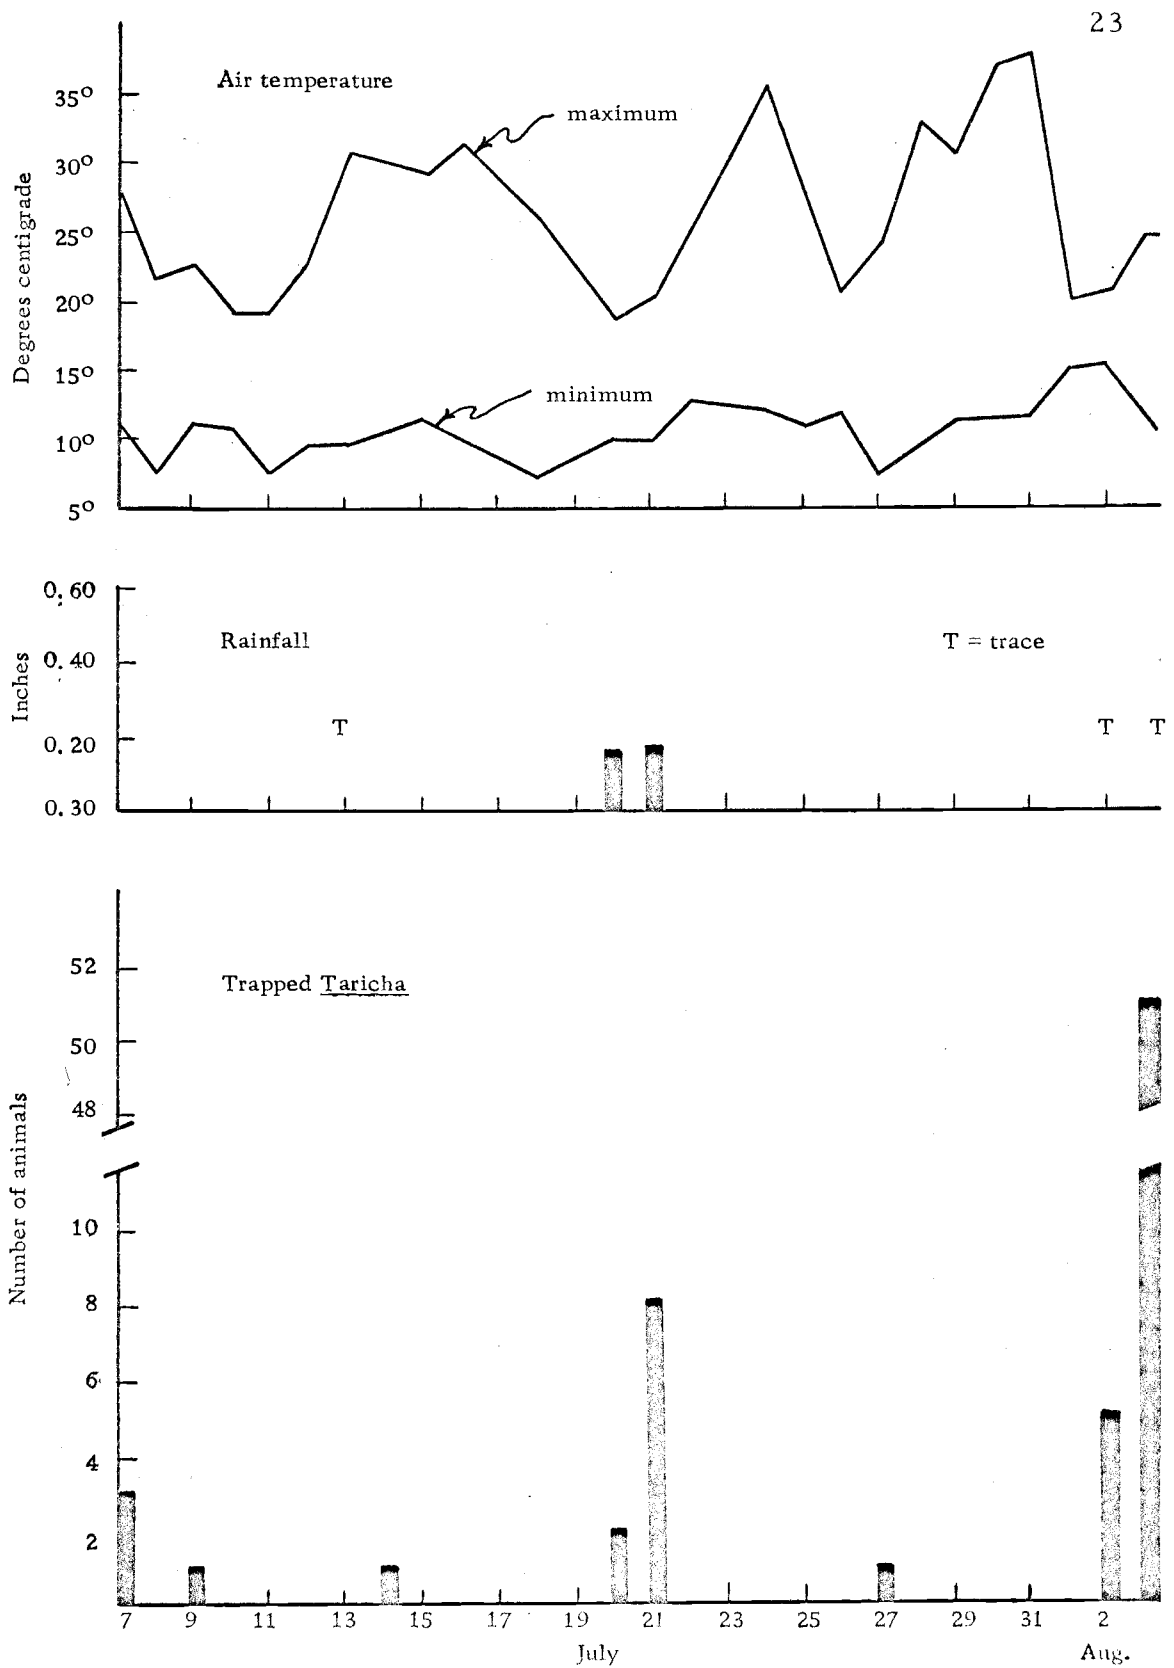 23
Air temperature
maximum
minimum
Degrees centigrade
35°
30°
25°
20°
15°
10°
5°
Rainfall
T = trace
Inches
0.60
0.40
0.20
0.30
T
T
T
Trapped Taricha
Number of animals
52
50
48
10
8
6
4
2
7 9 11 13 15 17 19 21 23 25 27 29 31 2
July Aug.